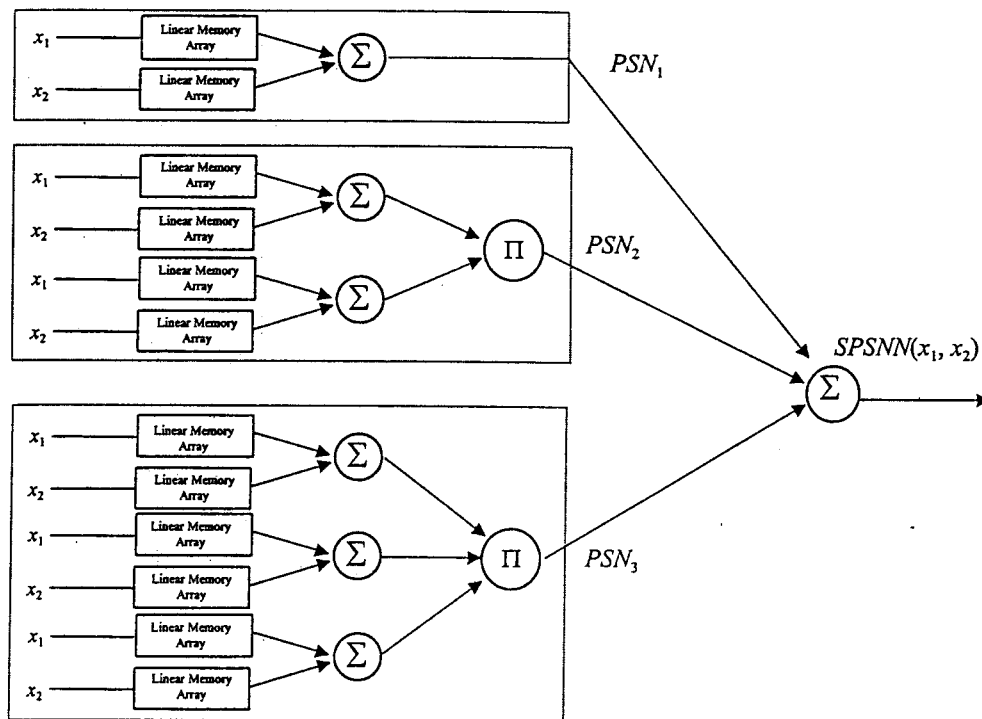 x₁ Linear Memory Array
x₂ Linear Memory Array
Σ
PSN₁
x₁ Linear Memory Array
x₂ Linear Memory Array
x₁ Linear Memory Array
x₂ Linear Memory Array
Σ
Σ
Π
PSN₂
x₁ Linear Memory Array
x₂ Linear Memory Array
x₁ Linear Memory Array
x₂ Linear Memory Array
x₁ Linear Memory Array
x₂ Linear Memory Array
Σ
Σ
Σ
Π
PSN₃
Σ
SPSNN(x₁, x₂)